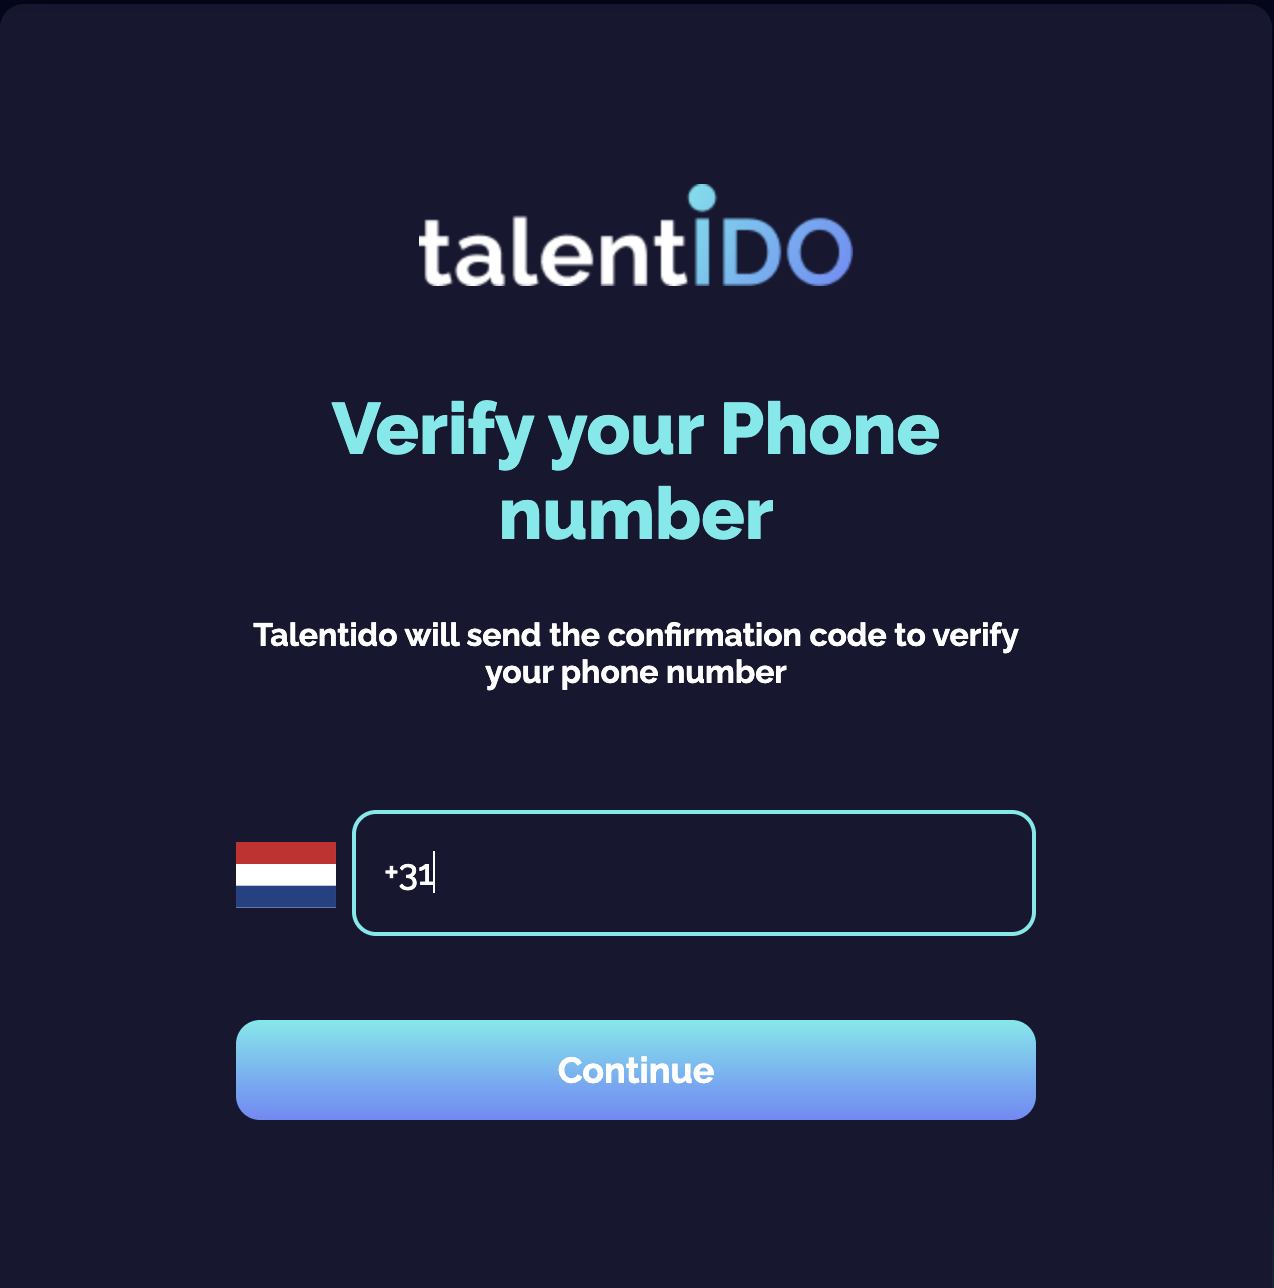 talentiDO
Verify your Phone
number
Talentido will send the confirmation code to verify
your phone number
+31
Continue